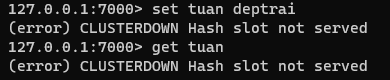 127.0.0.1:7000> set tuan deptrai
(error) CLUSTERDOWN Hash slot not served
127.0.0.1:7000> get tuan
(error) CLUSTERDOWN Hash slot not served